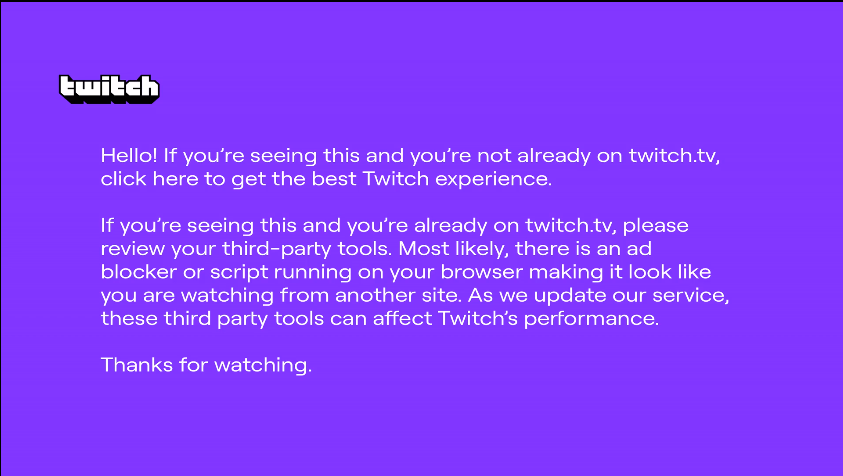 twitch
Hello! If you’re seeing this and you’re not already on twitch.tv,
click here to get the best Twitch experience.
If you’re seeing this and you’re already on twitch.tv, please
review your third-party tools. Most likely, there is an ad
blocker or script running on your browser making it look like
you are watching from another site. As we update our service,
these third party tools can affect Twitch’s performance.
Thanks for watching.